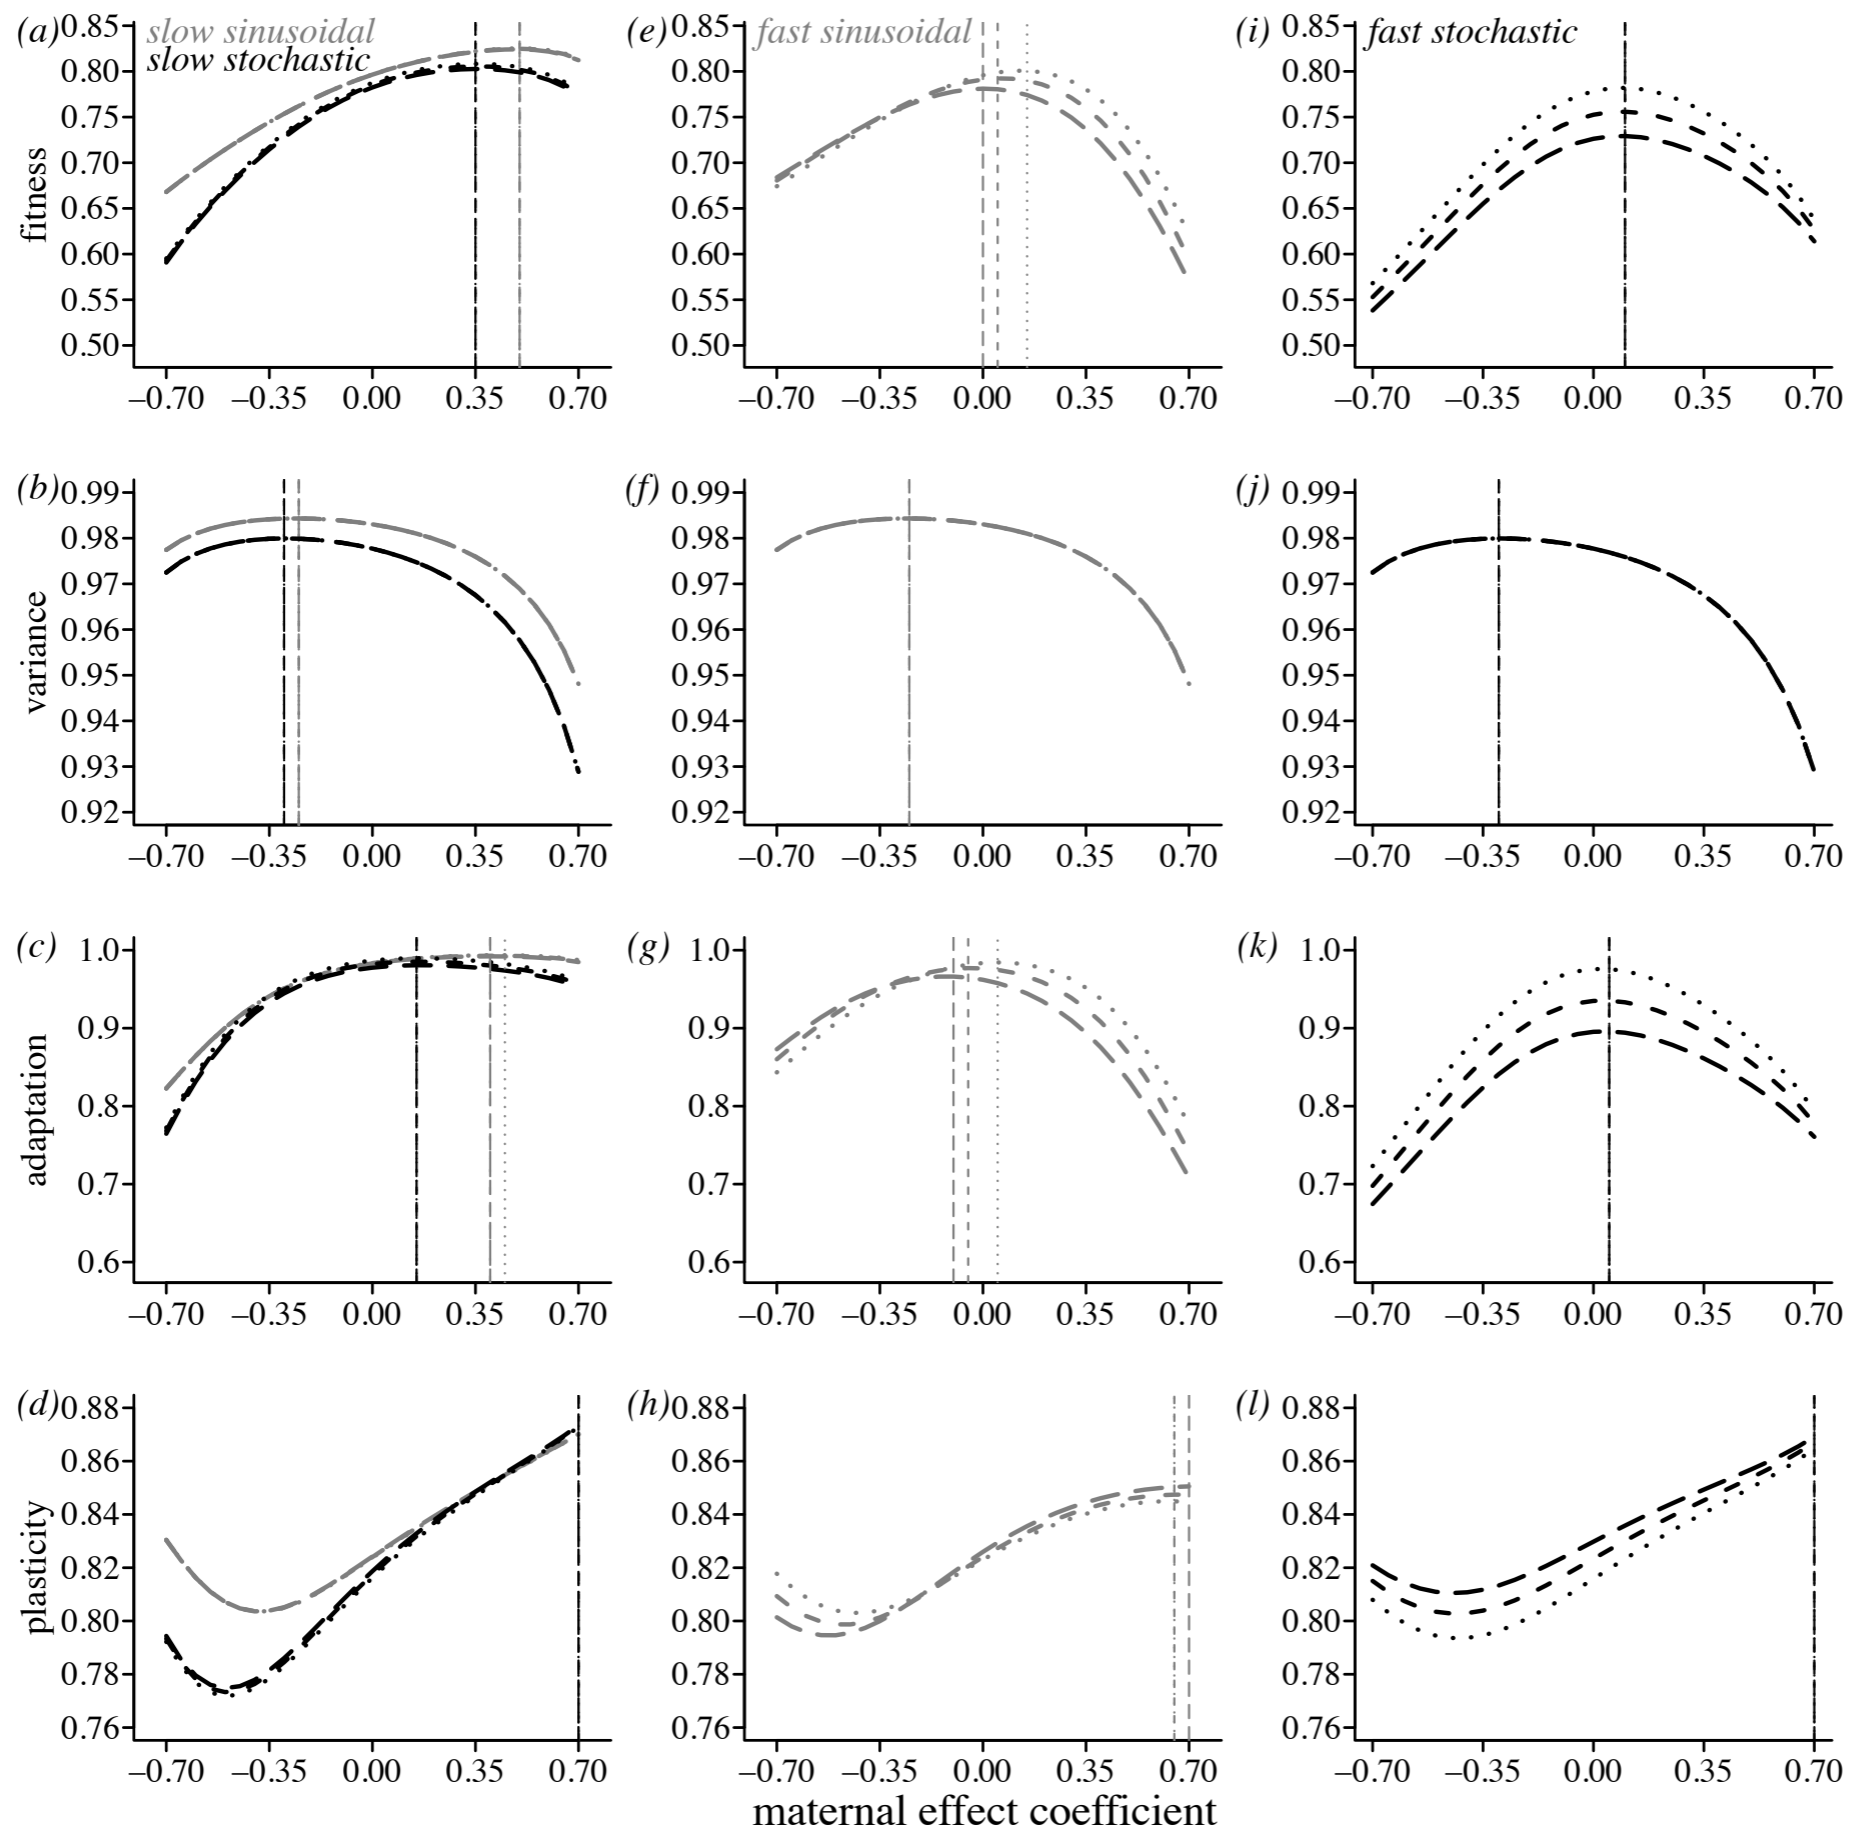 (a) 0.85 slow sinusoidal
slow stochastic
0.80
0.75
0.70
0.65
0.60
0.55
0.50
fitness
–0.70 –0.35 0.00 0.35 0.70
(e) 0.85 fast sinusoidal
0.80
0.75
0.70
0.65
0.60
0.55
0.50
–0.70 –0.35 0.00 0.35 0.70
(i) 0.85 fast stochastic
0.80
0.75
0.70
0.65
0.60
0.55
0.50
–0.70 –0.35 0.00 0.35 0.70
(b) 0.99
0.98
0.97
0.96
0.95
0.94
0.93
0.92
variance
–0.70 –0.35 0.00 0.35 0.70
(f) 0.99
0.98
0.97
0.96
0.95
0.94
0.93
0.92
–0.70 –0.35 0.00 0.35 0.70
(j) 0.99
0.98
0.97
0.96
0.95
0.94
0.93
0.92
–0.70 –0.35 0.00 0.35 0.70
(c) 1.0
0.9
0.8
0.7
0.6
adaptation
–0.70 –0.35 0.00 0.35 0.70
(g) 1.0
0.9
0.8
0.7
0.6
–0.70 –0.35 0.00 0.35 0.70
(k) 1.0
0.9
0.8
0.7
0.6
–0.70 –0.35 0.00 0.35 0.70
(d) 0.88
0.86
0.84
0.82
0.80
0.78
0.76
plasticity
–0.70 –0.35 0.00 0.35 0.70
(h) 0.88
0.86
0.84
0.82
0.80
0.78
0.76
–0.70 –0.35 0.00 0.35 0.70
(l) 0.88
0.86
0.84
0.82
0.80
0.78
0.76
–0.70 –0.35 0.00 0.35 0.70
maternal effect coefficient